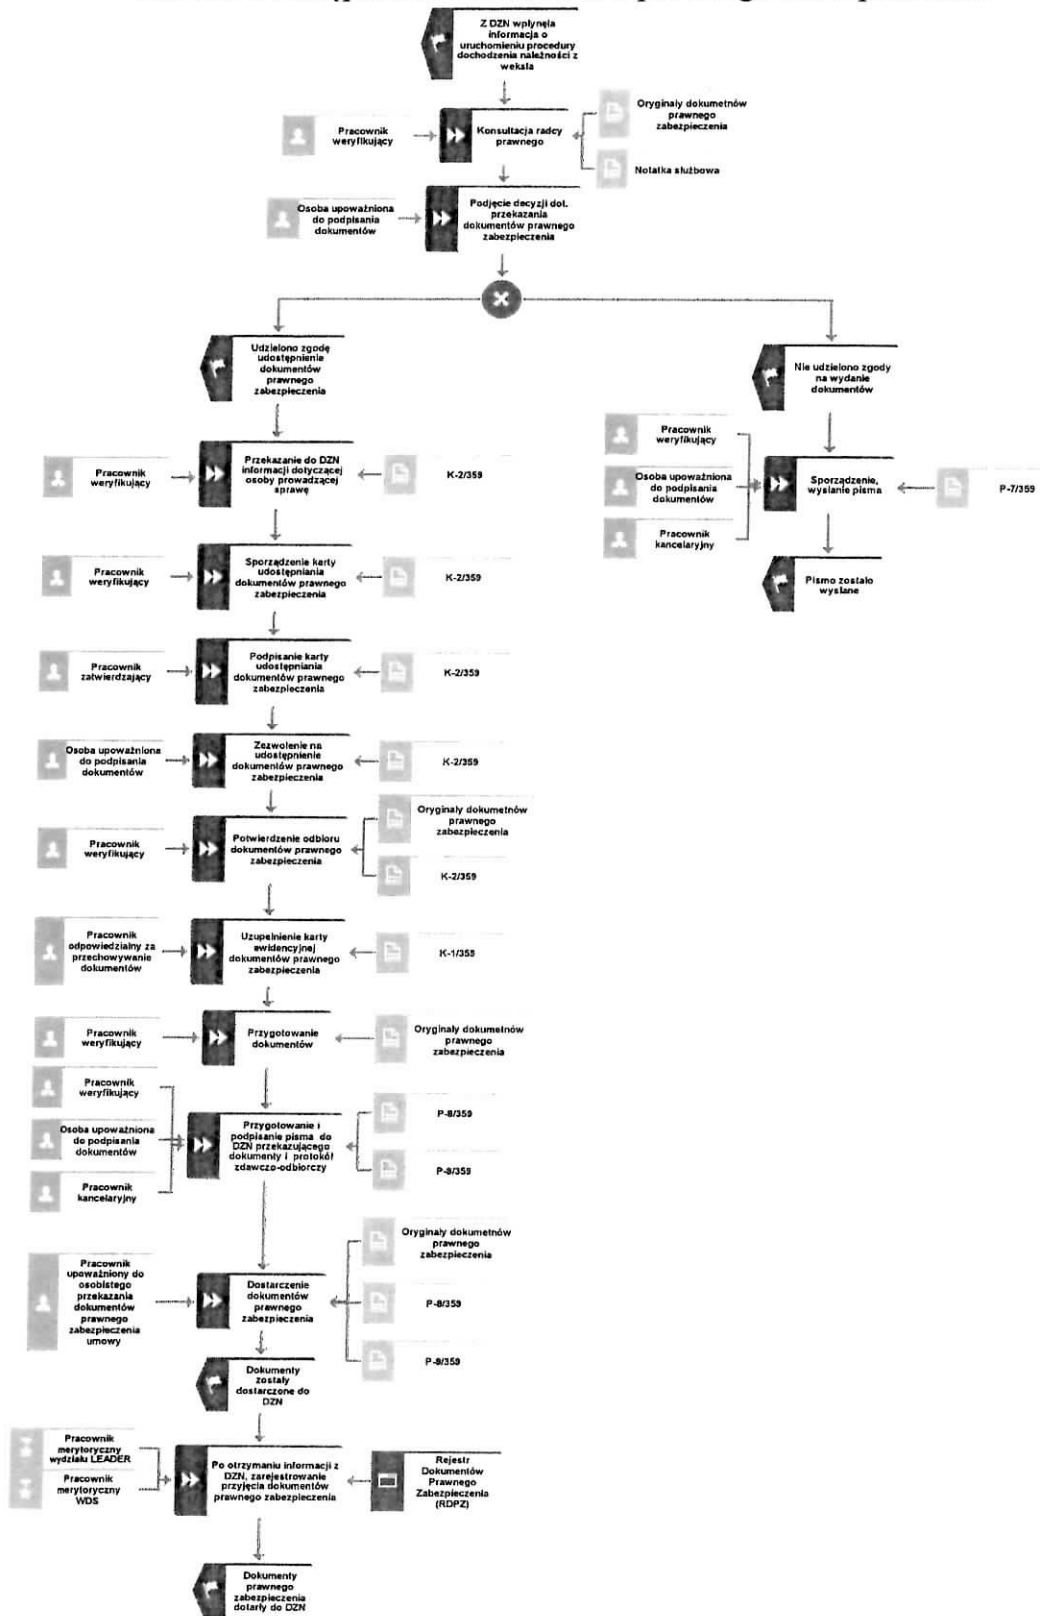 Z DZN wpłynęła
informacja o
uruchomieniu procedury
dochodzenia należności z
weksla
Pracownik
weryfikujący
Konsultacja radcy
prawnego
Oryginały dokumetnów
prawnego
zabezpieczenia
Notatka służbowa
Osoba upoważniona
do podpisania
dokumentów
Podjęcie decyzji dot.
przekazania
dokumentów prawnego
zabezpieczenia
Udzielono zgodę
udostępnienie
dokumentów
prawnego
zabezpieczenia
Nie udzielono zgody
na wydanie
dokumentów
Pracownik
weryfikujący
Osoba upoważniona
do podpisania
dokumentów
Pracownik
kancelaryjny
Sporządzenie,
wysłanie pisma
P-7/359
Pismo zostało
wysłane
Pracownik
weryfikujący
Przekazanie do DZN
informacji dotyczącej
osoby prowadzącej
sprawę
K-2/359
Pracownik
weryfikujący
Sporządzenie karty
udostępniania
dokumentów prawnego
zabezpieczenia
K-2/359
Pracownik
zatwierdzający
Podpisanie karty
udostępniania
dokumentów prawnego
zabezpieczenia
K-2/359
Osoba upoważniona
do podpisania
dokumentów
Zezwolenie na
udostępnienie
dokumentów prawnego
zabezpieczenia
K-2/359
Pracownik
weryfikujący
Potwierdzenie odbioru
dokumentów prawnego
zabezpieczenia
Oryginały dokumetnów
prawnego
zabezpieczenia
K-2/359
Pracownik
odpowiedzialny za
przechowywanie
dokumentów
Uzupełnienie karty
ewidencyjnej
dokumentów prawnego
zabezpieczenia
K-1/359
Pracownik
weryfikujący
Przygotowanie
dokumentów
Oryginały dokumetnów
prawnego
zabezpieczenia
Pracownik
weryfikujący
Osoba upoważniona
do podpisania
dokumentów
Pracownik
kancelaryjny
Przygotowanie i
podpisanie pisma do
DZN przekazującego
dokumenty i protokół
zdawczo-odbiorczy
P-8/359
P-9/359
Pracownik
upoważniony do
osobistego
przekazania
dokumentów
prawnego
zabezpieczenia
umowy
Dostarczenie
dokumentów
prawnego
zabezpieczenia
Oryginały dokumetnów
prawnego
zabezpieczenia
P-8/359
P-9/359
Dokumenty
zostały
dostarczone do
DZN
Pracownik
merytoryczny
wydziału LEADER
Pracownik
merytoryczny
WDS
Po otrzymaniu informacji z
DZN, zarejestrowanie
przyjęcia dokumentów
prawnego zabezpieczenia
Rejestr
Dokumentów
Prawnego
Zabezpieczenia
(RDPZ)
Dokumenty
prawnego
zabezpieczenia
dotarły do DZN